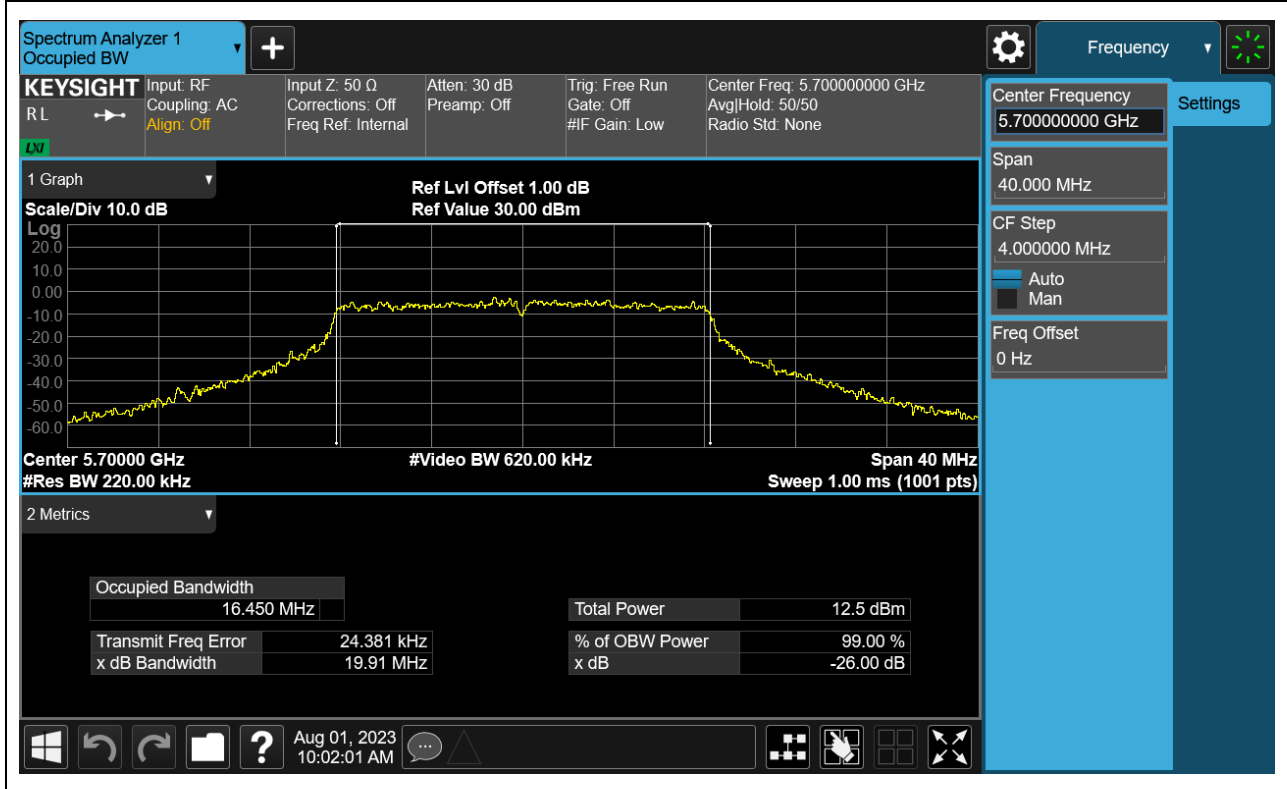 Spectrum Analyzer 1
Occupied BW
Frequency
KEYSIGHT
R L
LXI
Input: RF
Coupling: AC
Align: Off
Input Z: 50 Ω
Corrections: Off
Freq Ref: Internal
Atten: 30 dB
Preamp: Off
Trig: Free Run
Gate: Off
#IF Gain: Low
Center Freq: 5.700000000 GHz
Avg|Hold: 50/50
Radio Std: None
Center Frequency
5.700000000 GHz
Settings
Span
40.000 MHz
CF Step
4.000000 MHz
Auto
Man
Freq Offset
0 Hz
1 Graph
Scale/Div 10.0 dB
Ref Lvl Offset 1.00 dB
Ref Value 30.00 dBm
Log
20.0
10.0
0.00
-10.0
-20.0
-30.0
-40.0
-50.0
-60.0
Center 5.70000 GHz
#Video BW 620.00 kHz
Span 40 MHz
#Res BW 220.00 kHz
Sweep 1.00 ms (1001 pts)
2 Metrics
Occupied Bandwidth
16.450 MHz
Total Power 12.5 dBm
Transmit Freq Error 24.381 kHz
% of OBW Power 99.00 %
x dB Bandwidth 19.91 MHz
x dB -26.00 dB
?
Aug 01, 2023
10:02:01 AM